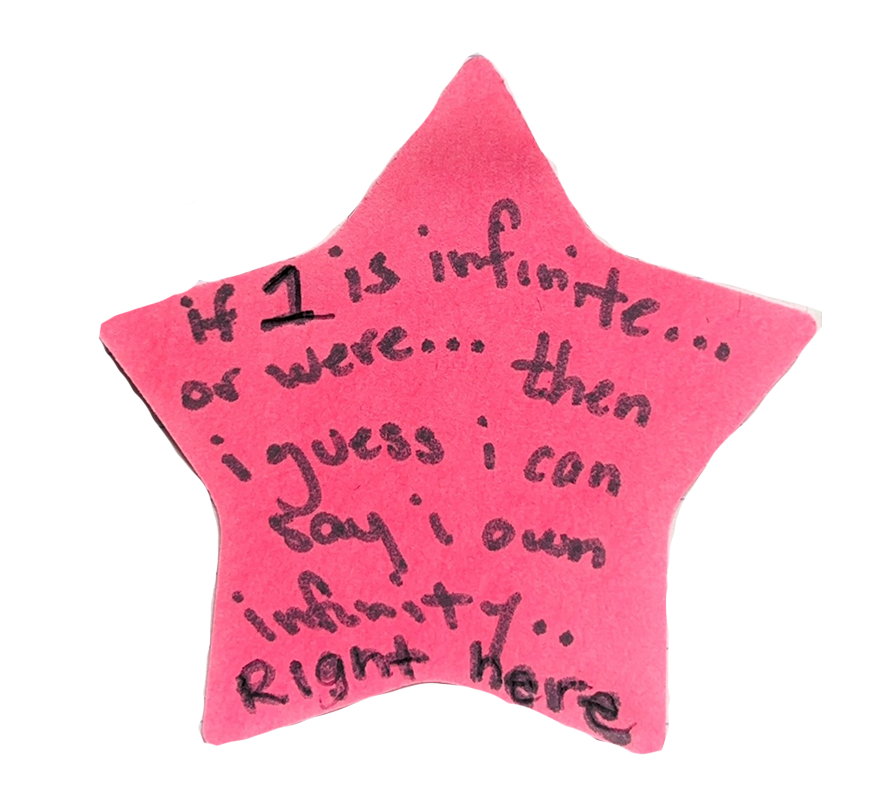 if 1 is infinite...
or were... then
i guess i can
say i own
infinity..
Right here